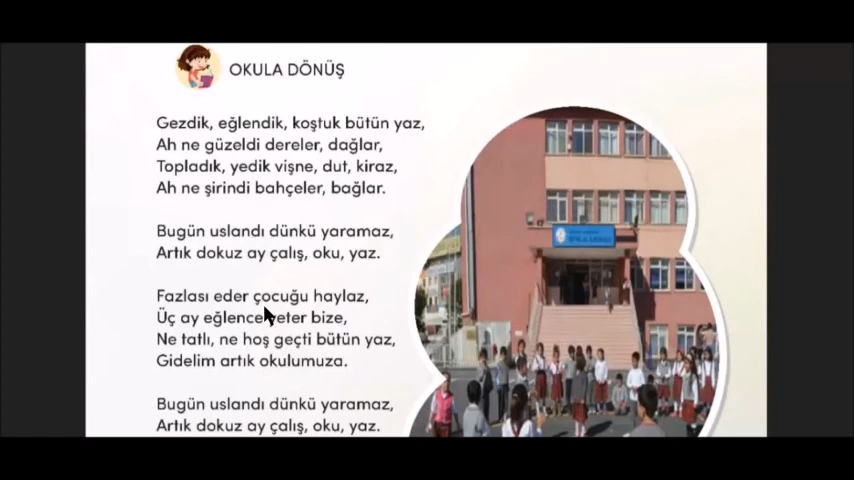 OKULA DÖNÜŞ
Gezdik, eğlendik, koştuk bütün yaz,
Ah ne güzeldi dereler, dağlar,
Topladık, yedik vişne, dut, kiraz,
Ah ne şirindi bahçeler, bağlar.
Bugün uslandı dünkü yaramaz,
Artık dokuz ay çalış, oku, yaz.
Fazlası eder çocuğu haylaz,
Üç ay eğlence yeter bize,
Ne tatlı, ne hoş geçti bütün yaz,
Gidelim artık okulumuza.
Bugün uslandı dünkü yaramaz,
Artık dokuz ay çalış, oku, yaz.